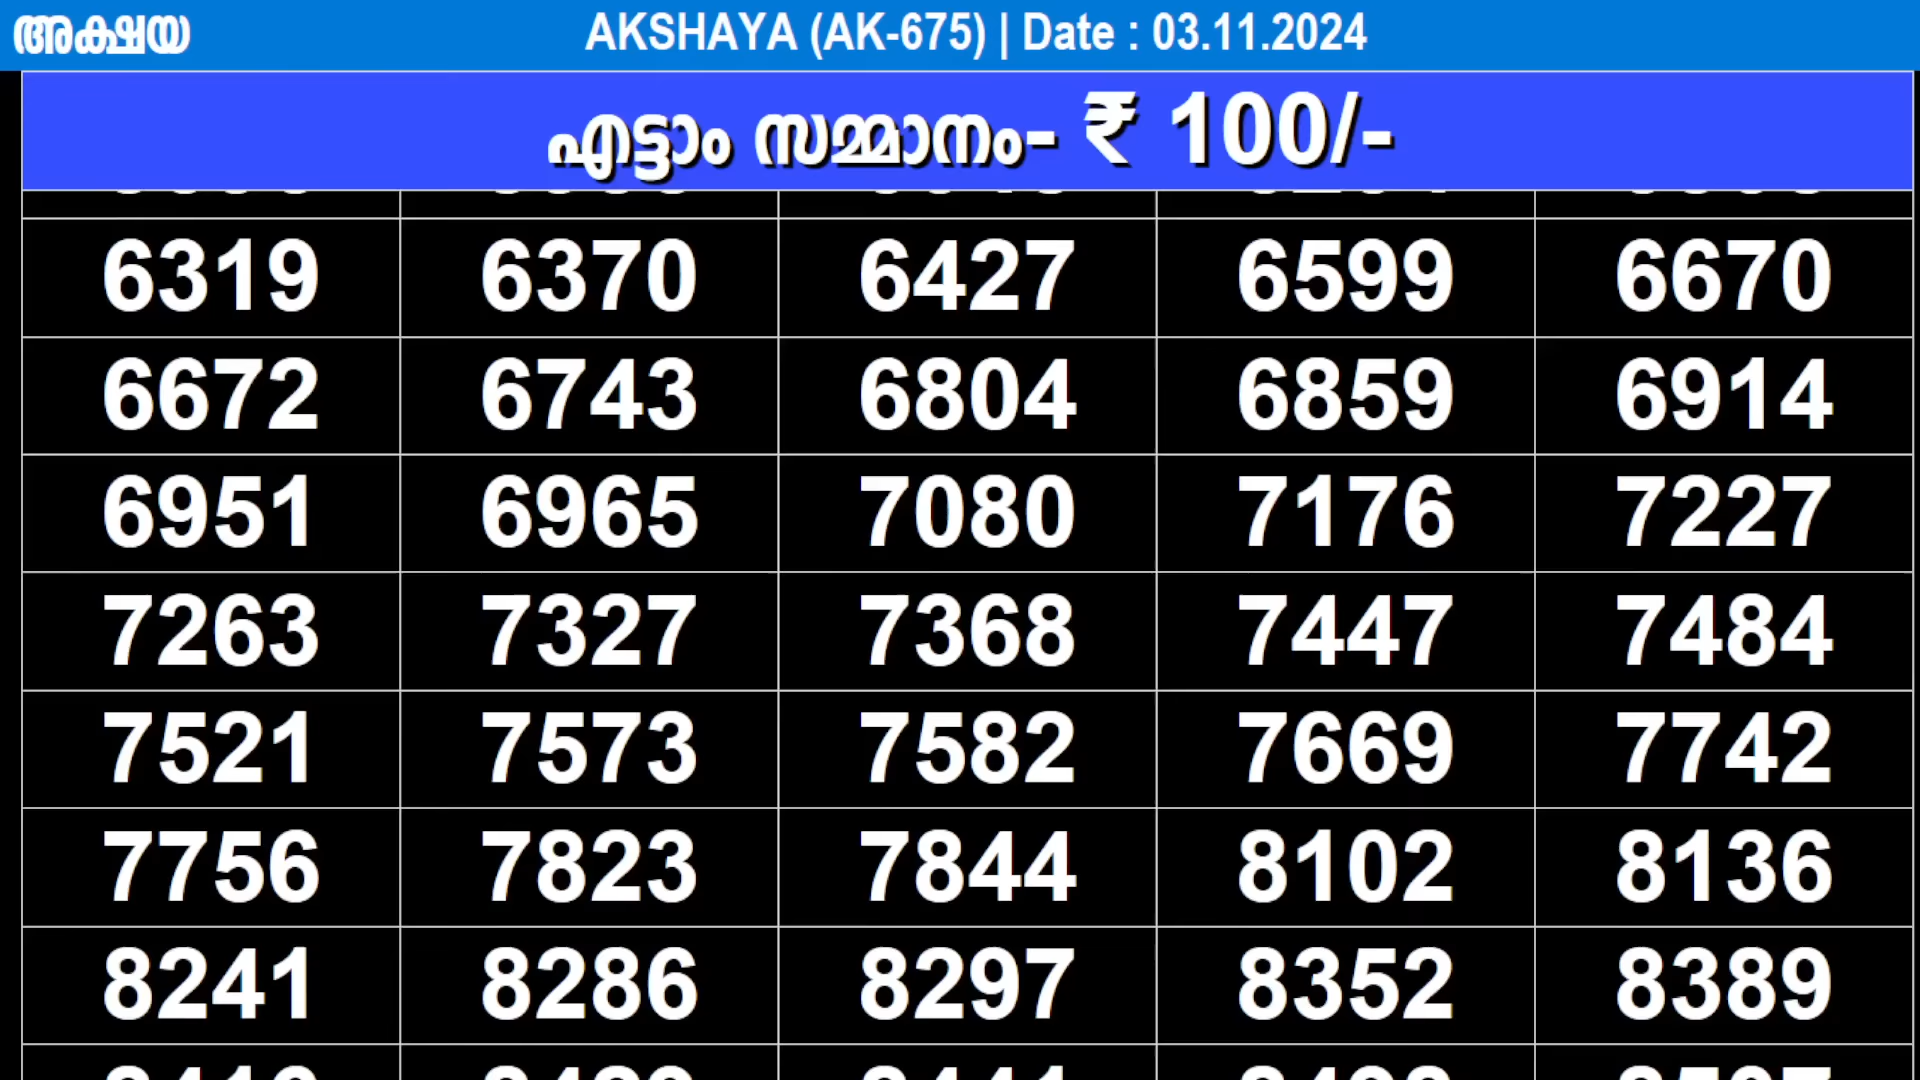 അക്ഷയ AKSHAYA (AK-675) | Date : 03.11.2024
എട്ടാം സമ്മാനം- ₹ 100/-
6319 6370 6427 6599 6670
6672 6743 6804 6859 6914
6951 6965 7080 7176 7227
7263 7327 7368 7447 7484
7521 7573 7582 7669 7742
7756 7823 7844 8102 8136
8241 8286 8297 8352 8389